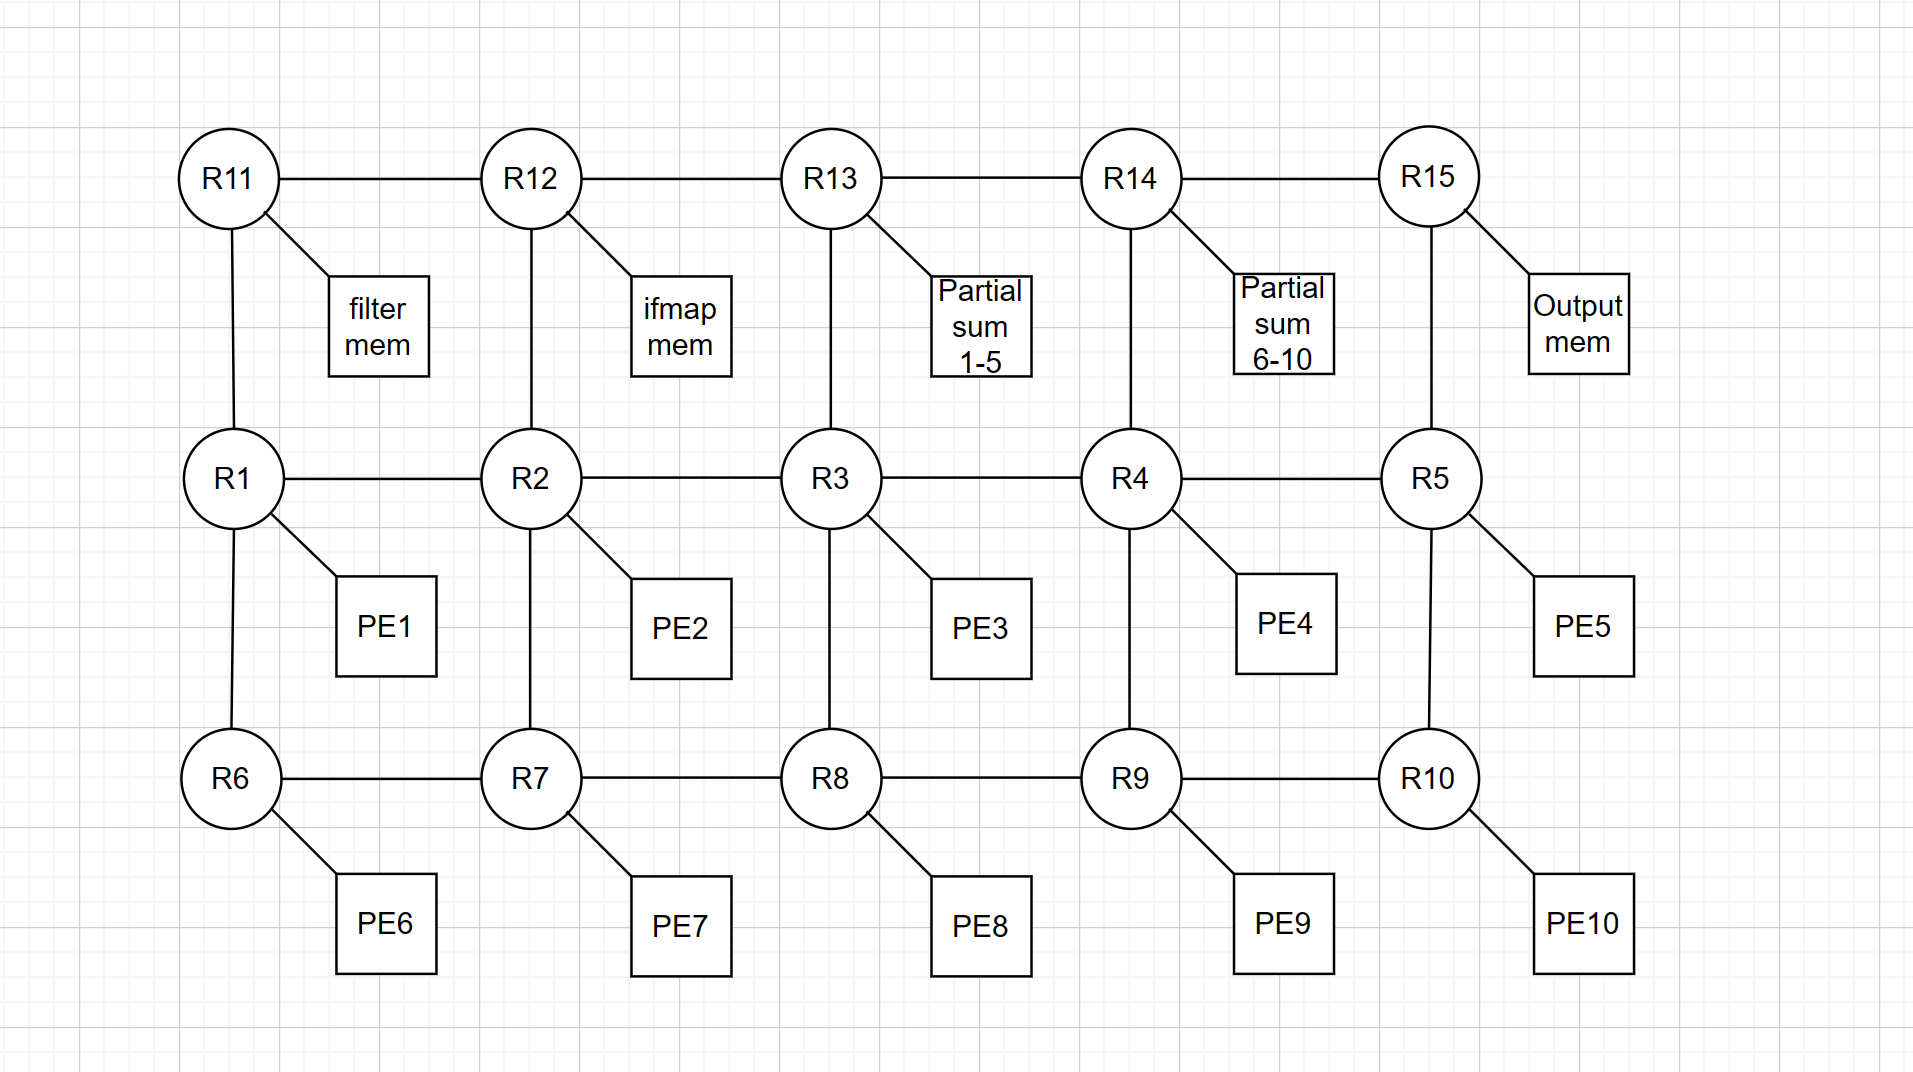 R11
R12
R13
R14
R15
filter
mem
ifmap
mem
Partial
sum
1-5
Partial
sum
6-10
Output
mem
R1
R2
R3
R4
R5
PE1
PE2
PE3
PE4
PE5
R6
R7
R8
R9
R10
PE6
PE7
PE8
PE9
PE10